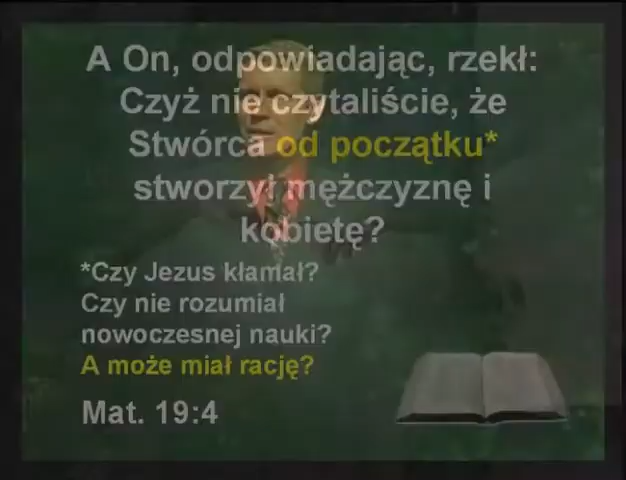 A On, odpowiadając, rzekł:
Czyż nie czytaliście, że
Stwórca od początku*
stworzył mężczyznę i
kobietę?
*Czy Jezus kłamał?
Czy nie rozumiał
nowoczesnej nauki?
A może miał rację?
Mat. 19:4